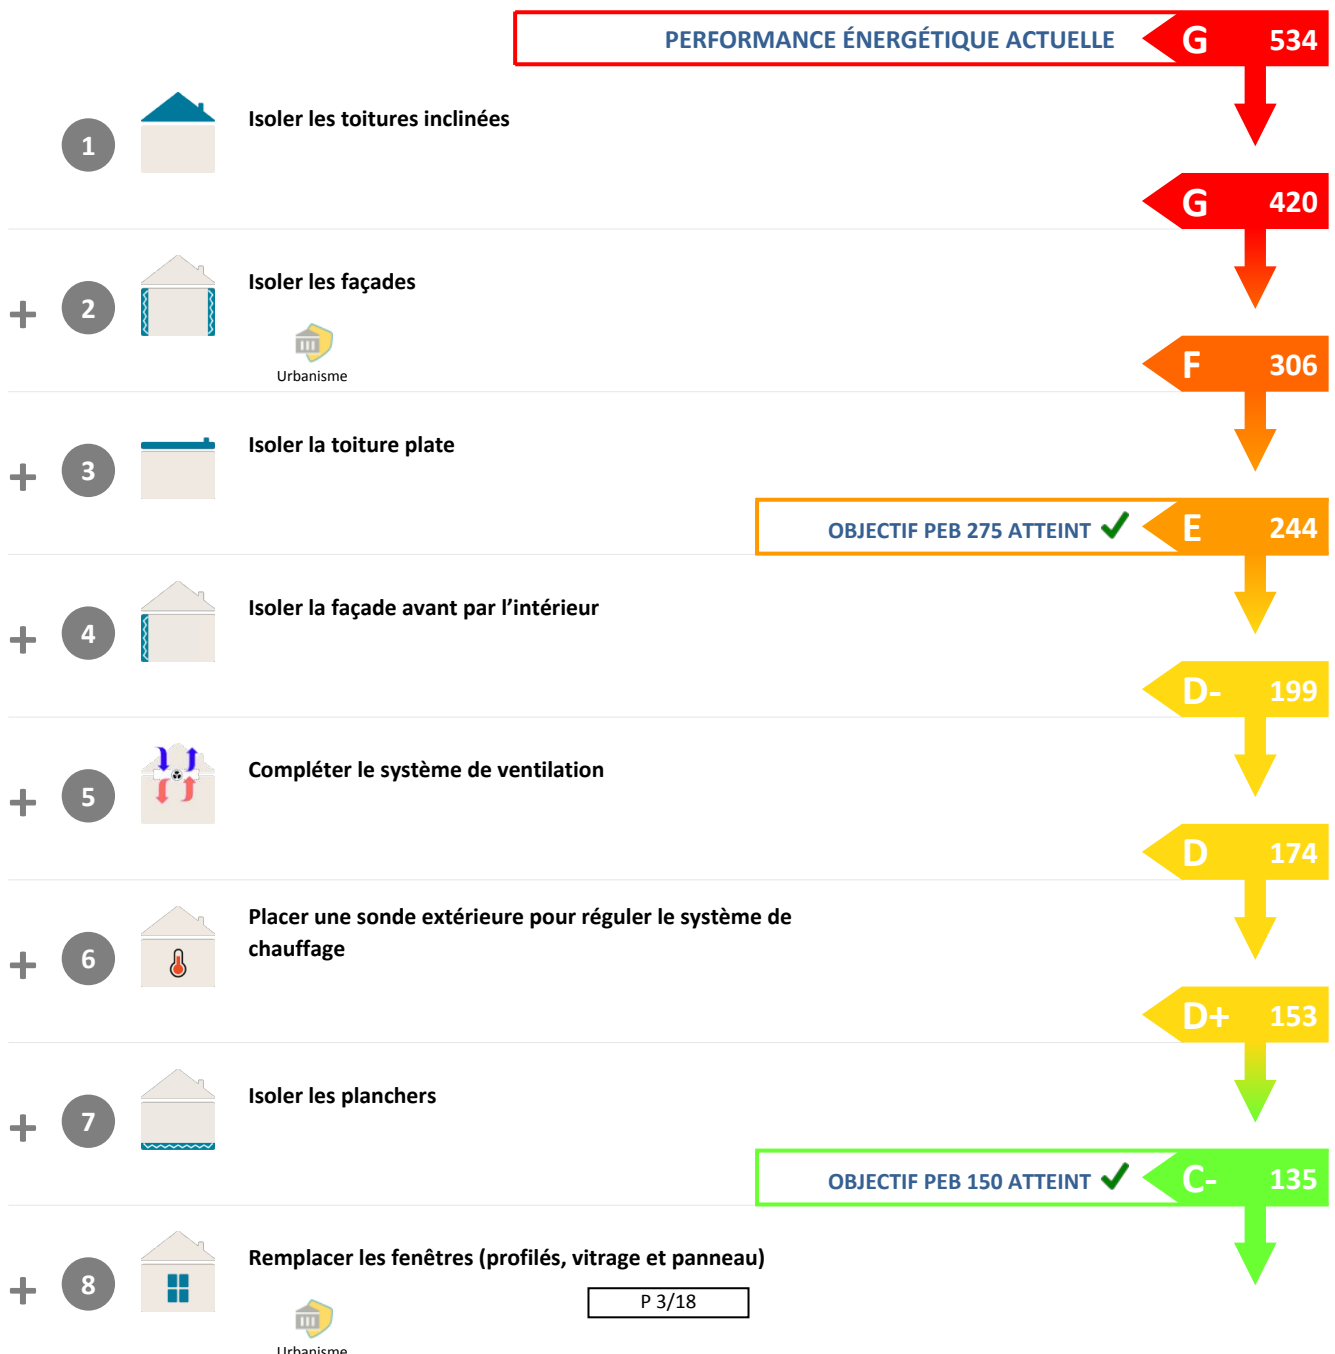 PERFORMANCE ÉNERGÉTIQUE ACTUELLE G 534
1 Isoler les toitures inclinées
G 420
+ 2 Isoler les façades
Urbanisme
F 306
+ 3 Isoler la toiture plate
OBJECTIF PEB 275 ATTEINT E 244
+ 4 Isoler la façade avant par l'intérieur
D- 199
+ 5 Compléter le système de ventilation
D 174
+ 6 Placer une sonde extérieure pour réguler le système de
chauffage
D+ 153
+ 7 Isoler les planchers
OBJECTIF PEB 150 ATTEINT C- 135
+ 8 Remplacer les fenêtres (profilés, vitrage et panneau)
P 3/18
Urbanisme